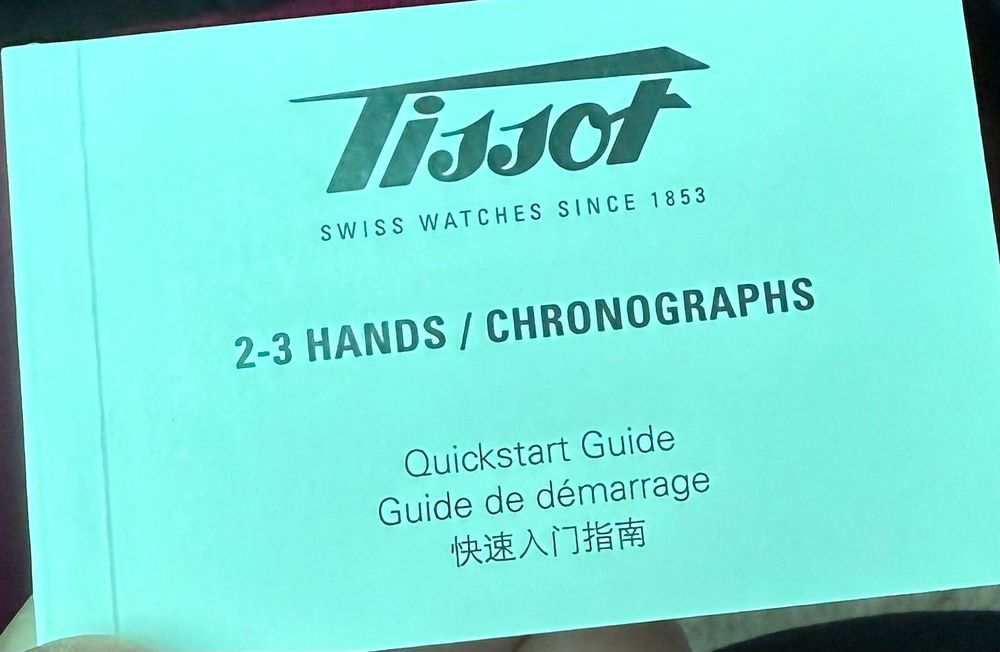 Tissot
SWISS WATCHES SINCE 1853
2-3 HANDS / CHRONOGRAPHS
Quickstart Guide
Guide de démarrage
快速入门指南